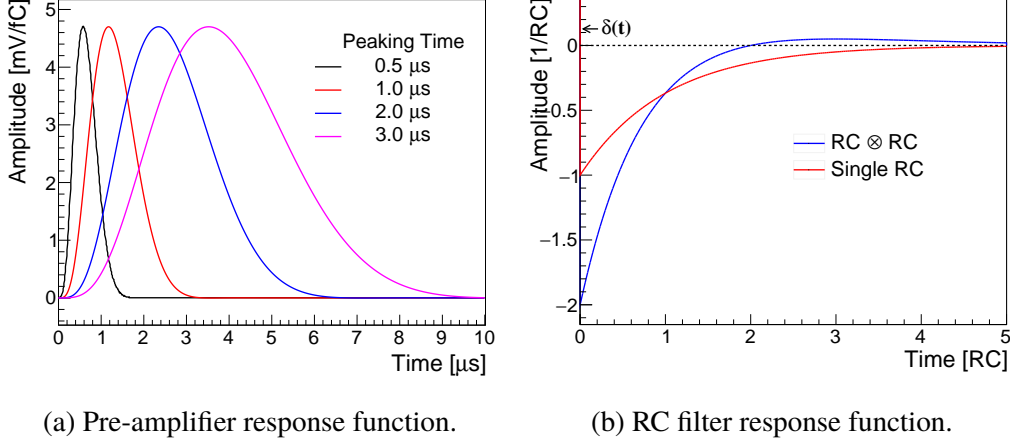 Amplitude [mV/fC]
5
4
3
2
1
0
Peaking Time
0.5 μs
1.0 μs
2.0 μs
3.0 μs
0 1 2 3 4 5 6 7 8 9 10
Time [μs]
(a) Pre-amplifier response function.
Amplitude [1/RC]
δ(t)
0
−0.5
−1
−1.5
−2
RC ⊗ RC
Single RC
0 1 2 3 4 5
Time [RC]
(b) RC filter response function.